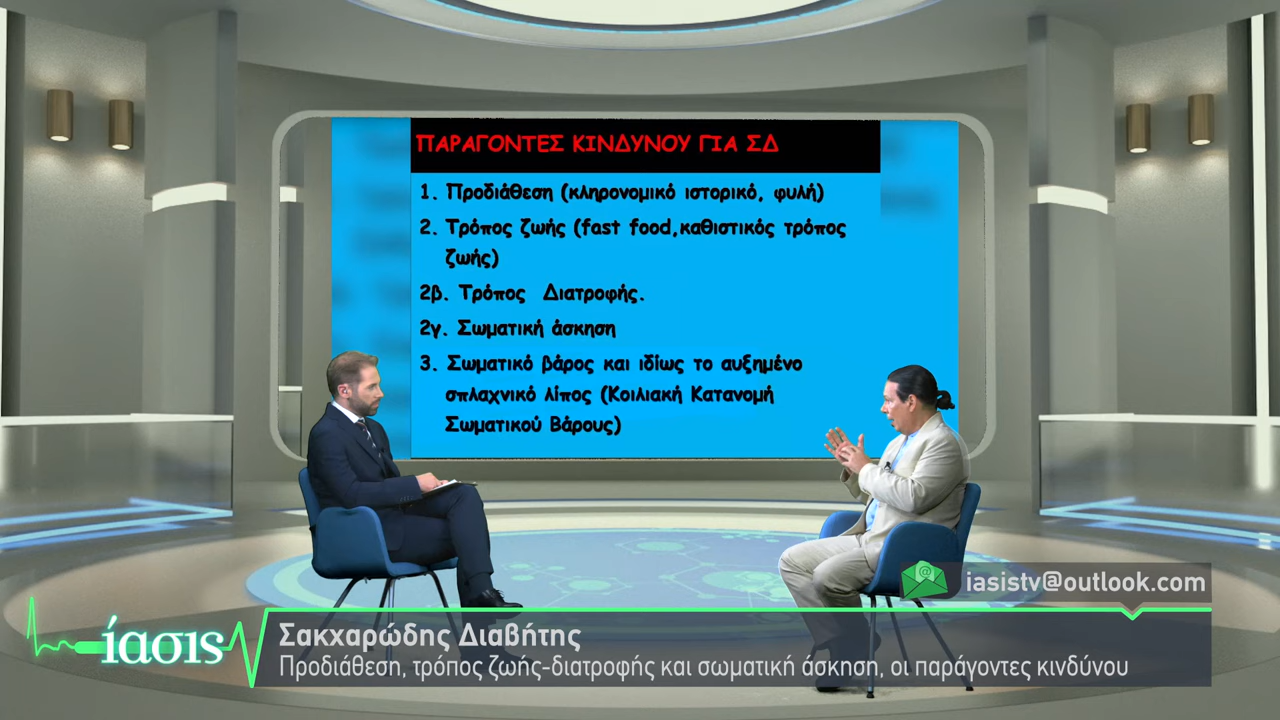 ΠΑΡΑΓΟΝΤΕΣ ΚΙΝΔΥΝΟΥ ΓΙΑ ΣΔ
1. Προδιάθεση (κληρονομικό ιστορικό, φυλή)
2. Τρόπος ζωής (fast food,καθιστικός τρόπος
ζωής)
2β. Τρόπος Διατροφής.
2γ. Σωματική άσκηση
3. Σωματικό βάρος και ιδίως το αυξημένο
σπλαχνικό λίπος (Κοιλιακή Κατανομή
Σωματικού Βάρους)
iasistv@outlook.com
ίασιs
Σακχαρώδης Διαβήτης
Προδιάθεση, τρόπος ζωής-διατροφής και σωματική άσκηση, οι παράγοντες κινδύνου